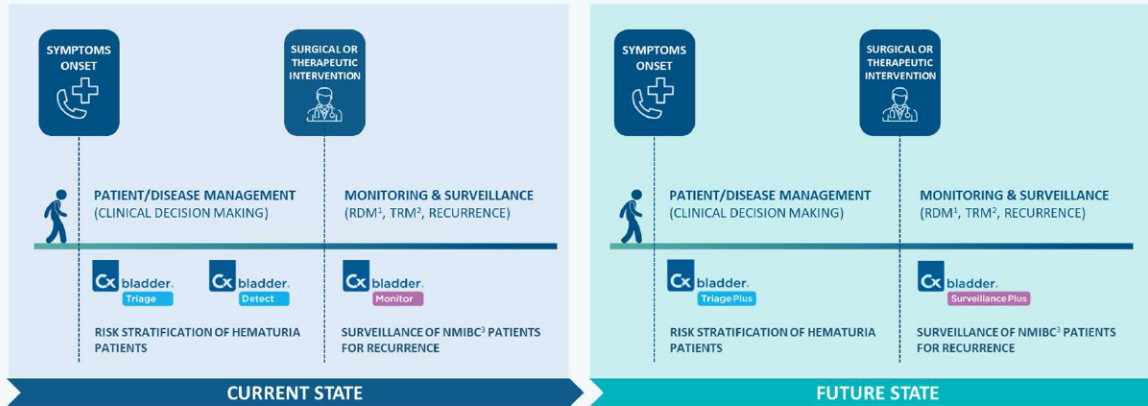 SYMPTOMS
ONSET
SURGICAL OR
THERAPEUTIC
INTERVENTION
PATIENT/DISEASE MANAGEMENT
(CLINICAL DECISION MAKING)
MONITORING & SURVEILLANCE
(RDM¹, TRM², RECURRENCE)
Cx bladder.
Triage
Cx bladder.
Detect
Cx bladder.
Monitor
RISK STRATIFICATION OF HEMATURIA
PATIENTS
SURVEILLANCE OF NMIBC³ PATIENTS
FOR RECURRENCE
CURRENT STATE
SYMPTOMS
ONSET
SURGICAL OR
THERAPEUTIC
INTERVENTION
PATIENT/DISEASE MANAGEMENT
(CLINICAL DECISION MAKING)
MONITORING & SURVEILLANCE
(RDM¹, TRM², RECURRENCE)
Cx bladder.
Triage Plus
Cx bladder.
Surveillance Plus
RISK STRATIFICATION OF HEMATURIA
PATIENTS
SURVEILLANCE OF NMIBC³ PATIENTS
FOR RECURRENCE
FUTURE STATE